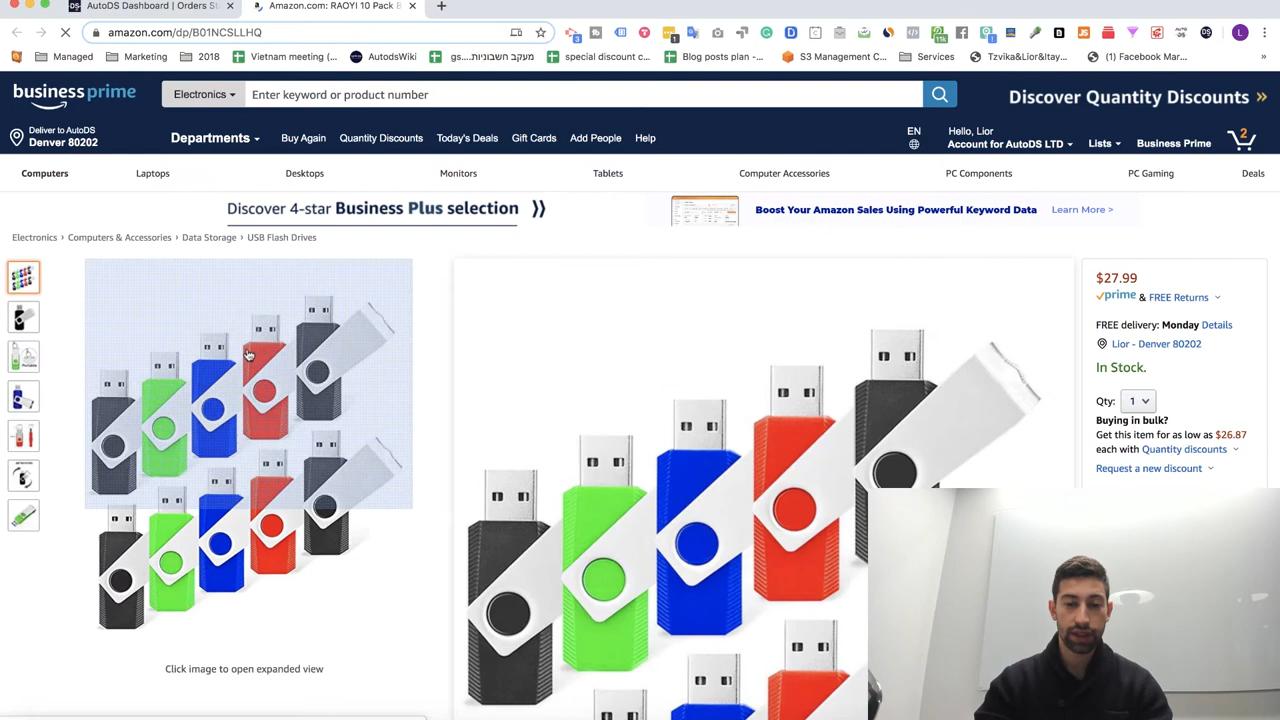 AutoDS Dashboard | Orders St
Amazon.com: RAOYI 10 Pack 8
amazon.com/dp/B01NCSLLHQ
Managed
Marketing
2018
Vietnam meeting (...
AutodsWiki
gs....מעקב חשבוניות
special discount c...
Blog posts plan -...
S3 Management C...
Services
Tzvika&Lior&Itay...
(1) Facebook Mar...
business prime
Electronics
Enter keyword or product number
Discover Quantity Discounts »
Deliver to AutoDS
Denver 80202
Departments
Buy Again
Quantity Discounts
Today's Deals
Gift Cards
Add People
Help
EN
Hello, Lior
Account for AutoDS LTD
Lists
Business Prime
2
Computers
Laptops
Desktops
Monitors
Tablets
Computer Accessories
PC Components
PC Gaming
Deals
Discover 4-star Business Plus selection
Boost Your Amazon Sales Using Powerful Keyword Data
Learn More >
Electronics › Computers & Accessories › Data Storage › USB Flash Drives
$27.99
prime & FREE Returns
FREE delivery: Monday Details
Lior - Denver 80202
In Stock.
Qty: 1
Buying in bulk?
Get this item for as low as $26.87
each with Quantity discounts
Request a new discount
Click image to open expanded view